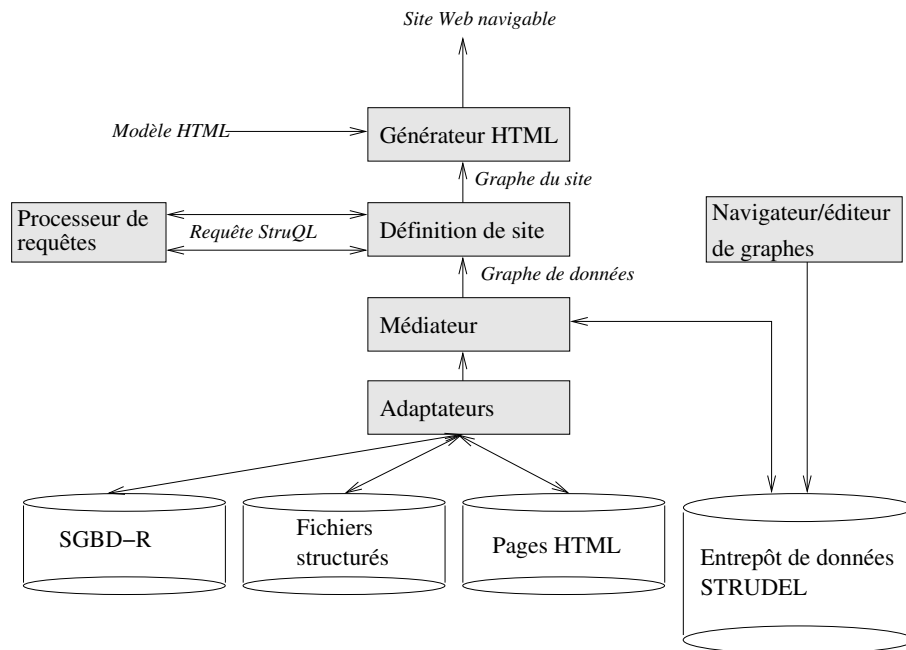 Site Web navigable
Modèle HTML
Générateur HTML
Graphe du site
Processeur de
requêtes
Requête StruQL
Définition de site
Navigateur/éditeur
de graphes
Graphe de données
Médiateur
Adaptateurs
SGBD−R
Fichiers
structurés
Pages HTML
Entrepôt de données
STRUDEL